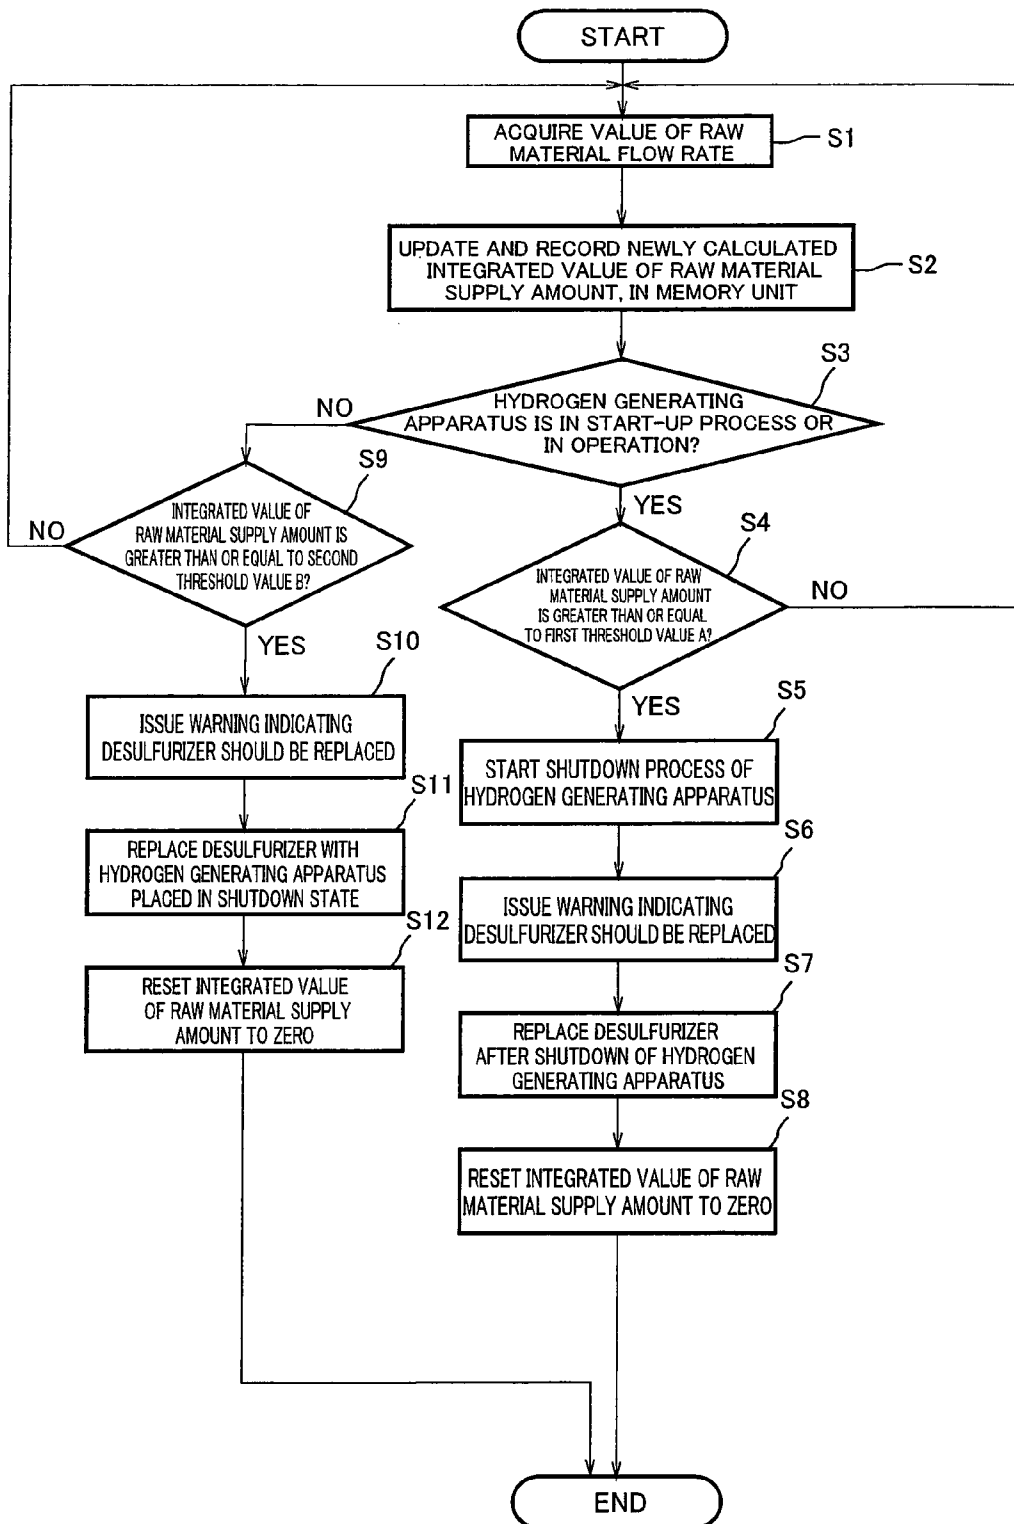 START
ACQUIRE VALUE OF RAW
MATERIAL FLOW RATE
S1
UPDATE AND RECORD NEWLY CALCULATED
INTEGRATED VALUE OF RAW MATERIAL
SUPPLY AMOUNT, IN MEMORY UNIT
S2
S3
HYDROGEN GENERATING
APPARATUS IS IN START-UP PROCESS OR
IN OPERATION?
NO
YES
S9
INTEGRATED VALUE OF
RAW MATERIAL SUPPLY AMOUNT IS
GREATER THAN OR EQUAL TO SECOND
THRESHOLD VALUE B?
NO
YES
S4
INTEGRATED VALUE OF RAW
MATERIAL SUPPLY AMOUNT
IS GREATER THAN OR EQUAL
TO FIRST THRESHOLD VALUE A?
NO
YES
S10
ISSUE WARNING INDICATING
DESULFURIZER SHOULD BE REPLACED
S11
REPLACE DESULFURIZER WITH
HYDROGEN GENERATING APPARATUS
PLACED IN SHUTDOWN STATE
S12
RESET INTEGRATED VALUE
OF RAW MATERIAL SUPPLY
AMOUNT TO ZERO
S5
START SHUTDOWN PROCESS OF
HYDROGEN GENERATING APPARATUS
S6
ISSUE WARNING INDICATING
DESULFURIZER SHOULD BE REPLACED
S7
REPLACE DESULFURIZER
AFTER SHUTDOWN OF HYDROGEN
GENERATING APPARATUS
S8
RESET INTEGRATED VALUE OF RAW
MATERIAL SUPPLY AMOUNT TO ZERO
END